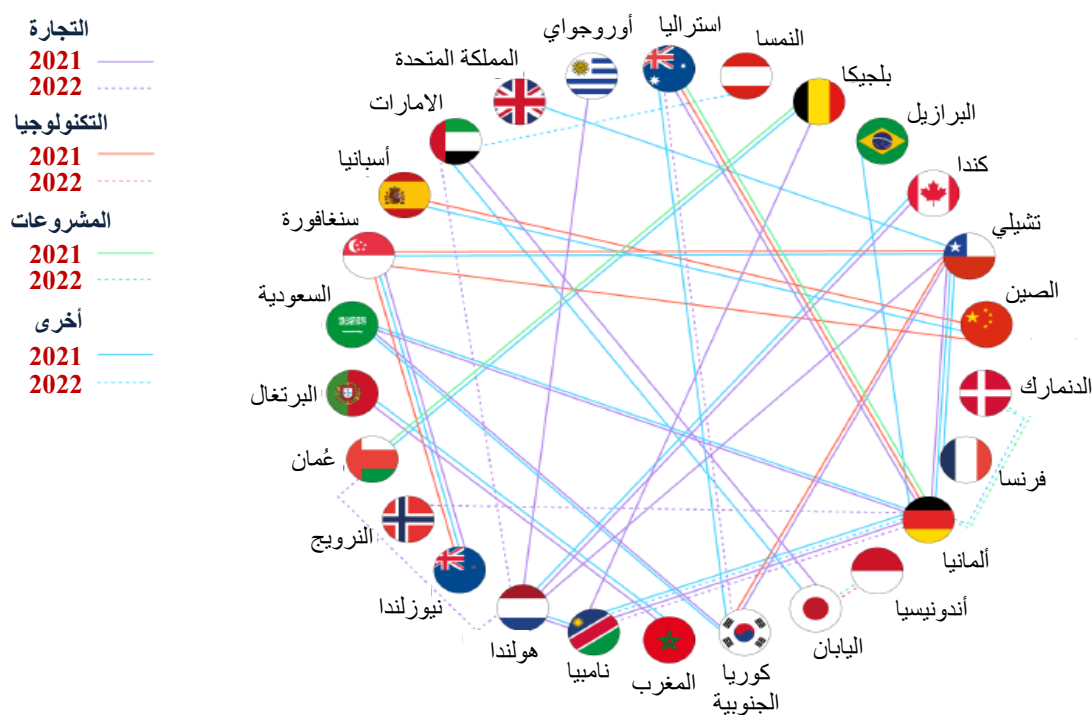 التجارة
2021
2022
التكنولوجيا
2021
2022
المشروعات
2021
2022
أخرى
2021
2022
استراليا
النمسا
بلجيكا
البرازيل
كندا
تشيلي
الصين
الدنمارك
فرنسا
ألمانيا
أندونيسيا
اليابان
كوريا
الجنوبية
المغرب
نامبيا
هولندا
نيوزلندا
النرويج
عُمان
البرتغال
السعودية
سنغافورة
أسبانيا
الامارات
المملكة المتحدة
أوروجواي